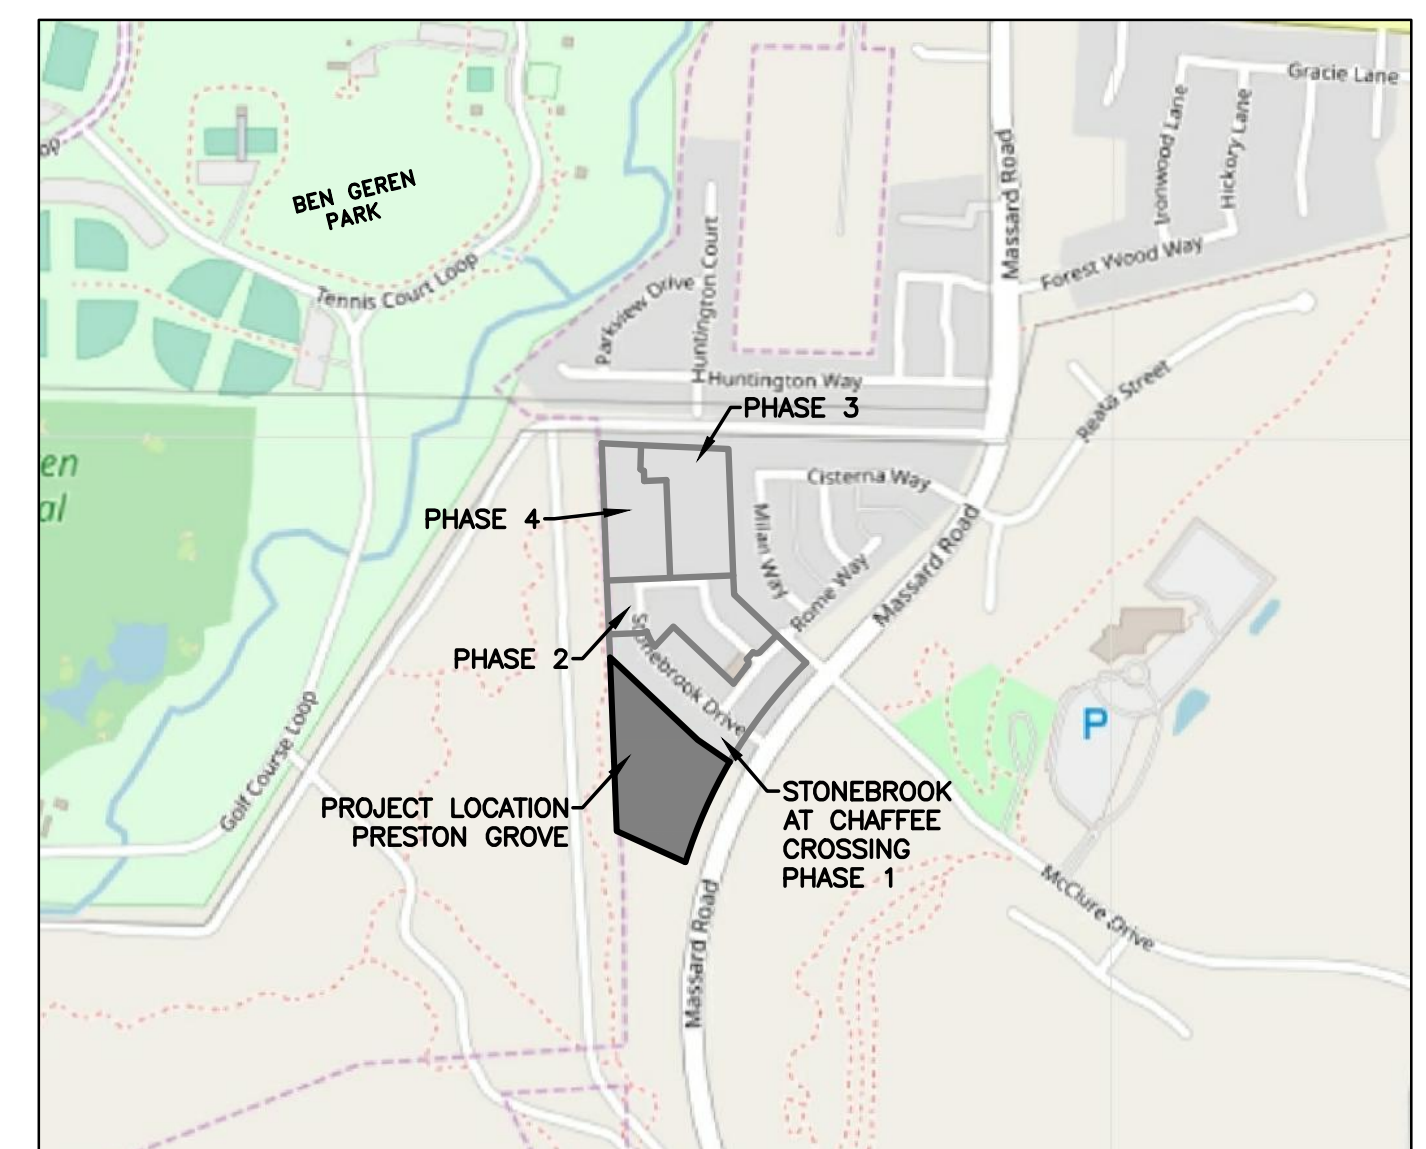 Gracie Lane
Ironwood Lane
Hickory Lane
Massard Road
op
BEN GEREN
PARK
Forest Wood Way
Tennis Court Loop
Parkview Drive
Huntington Court
Huntington Way
Reata Street
PHASE 3
en
al
Cisterna Way
PHASE 4
Milan Way
Rome Way
Massard Road
PHASE 2
Stonebrook Drive
P
Golf Course Loop
PROJECT LOCATION
PRESTON GROVE
STONEBROOK
AT CHAFFEE
CROSSING
PHASE 1
McClure Drive
Massard Road